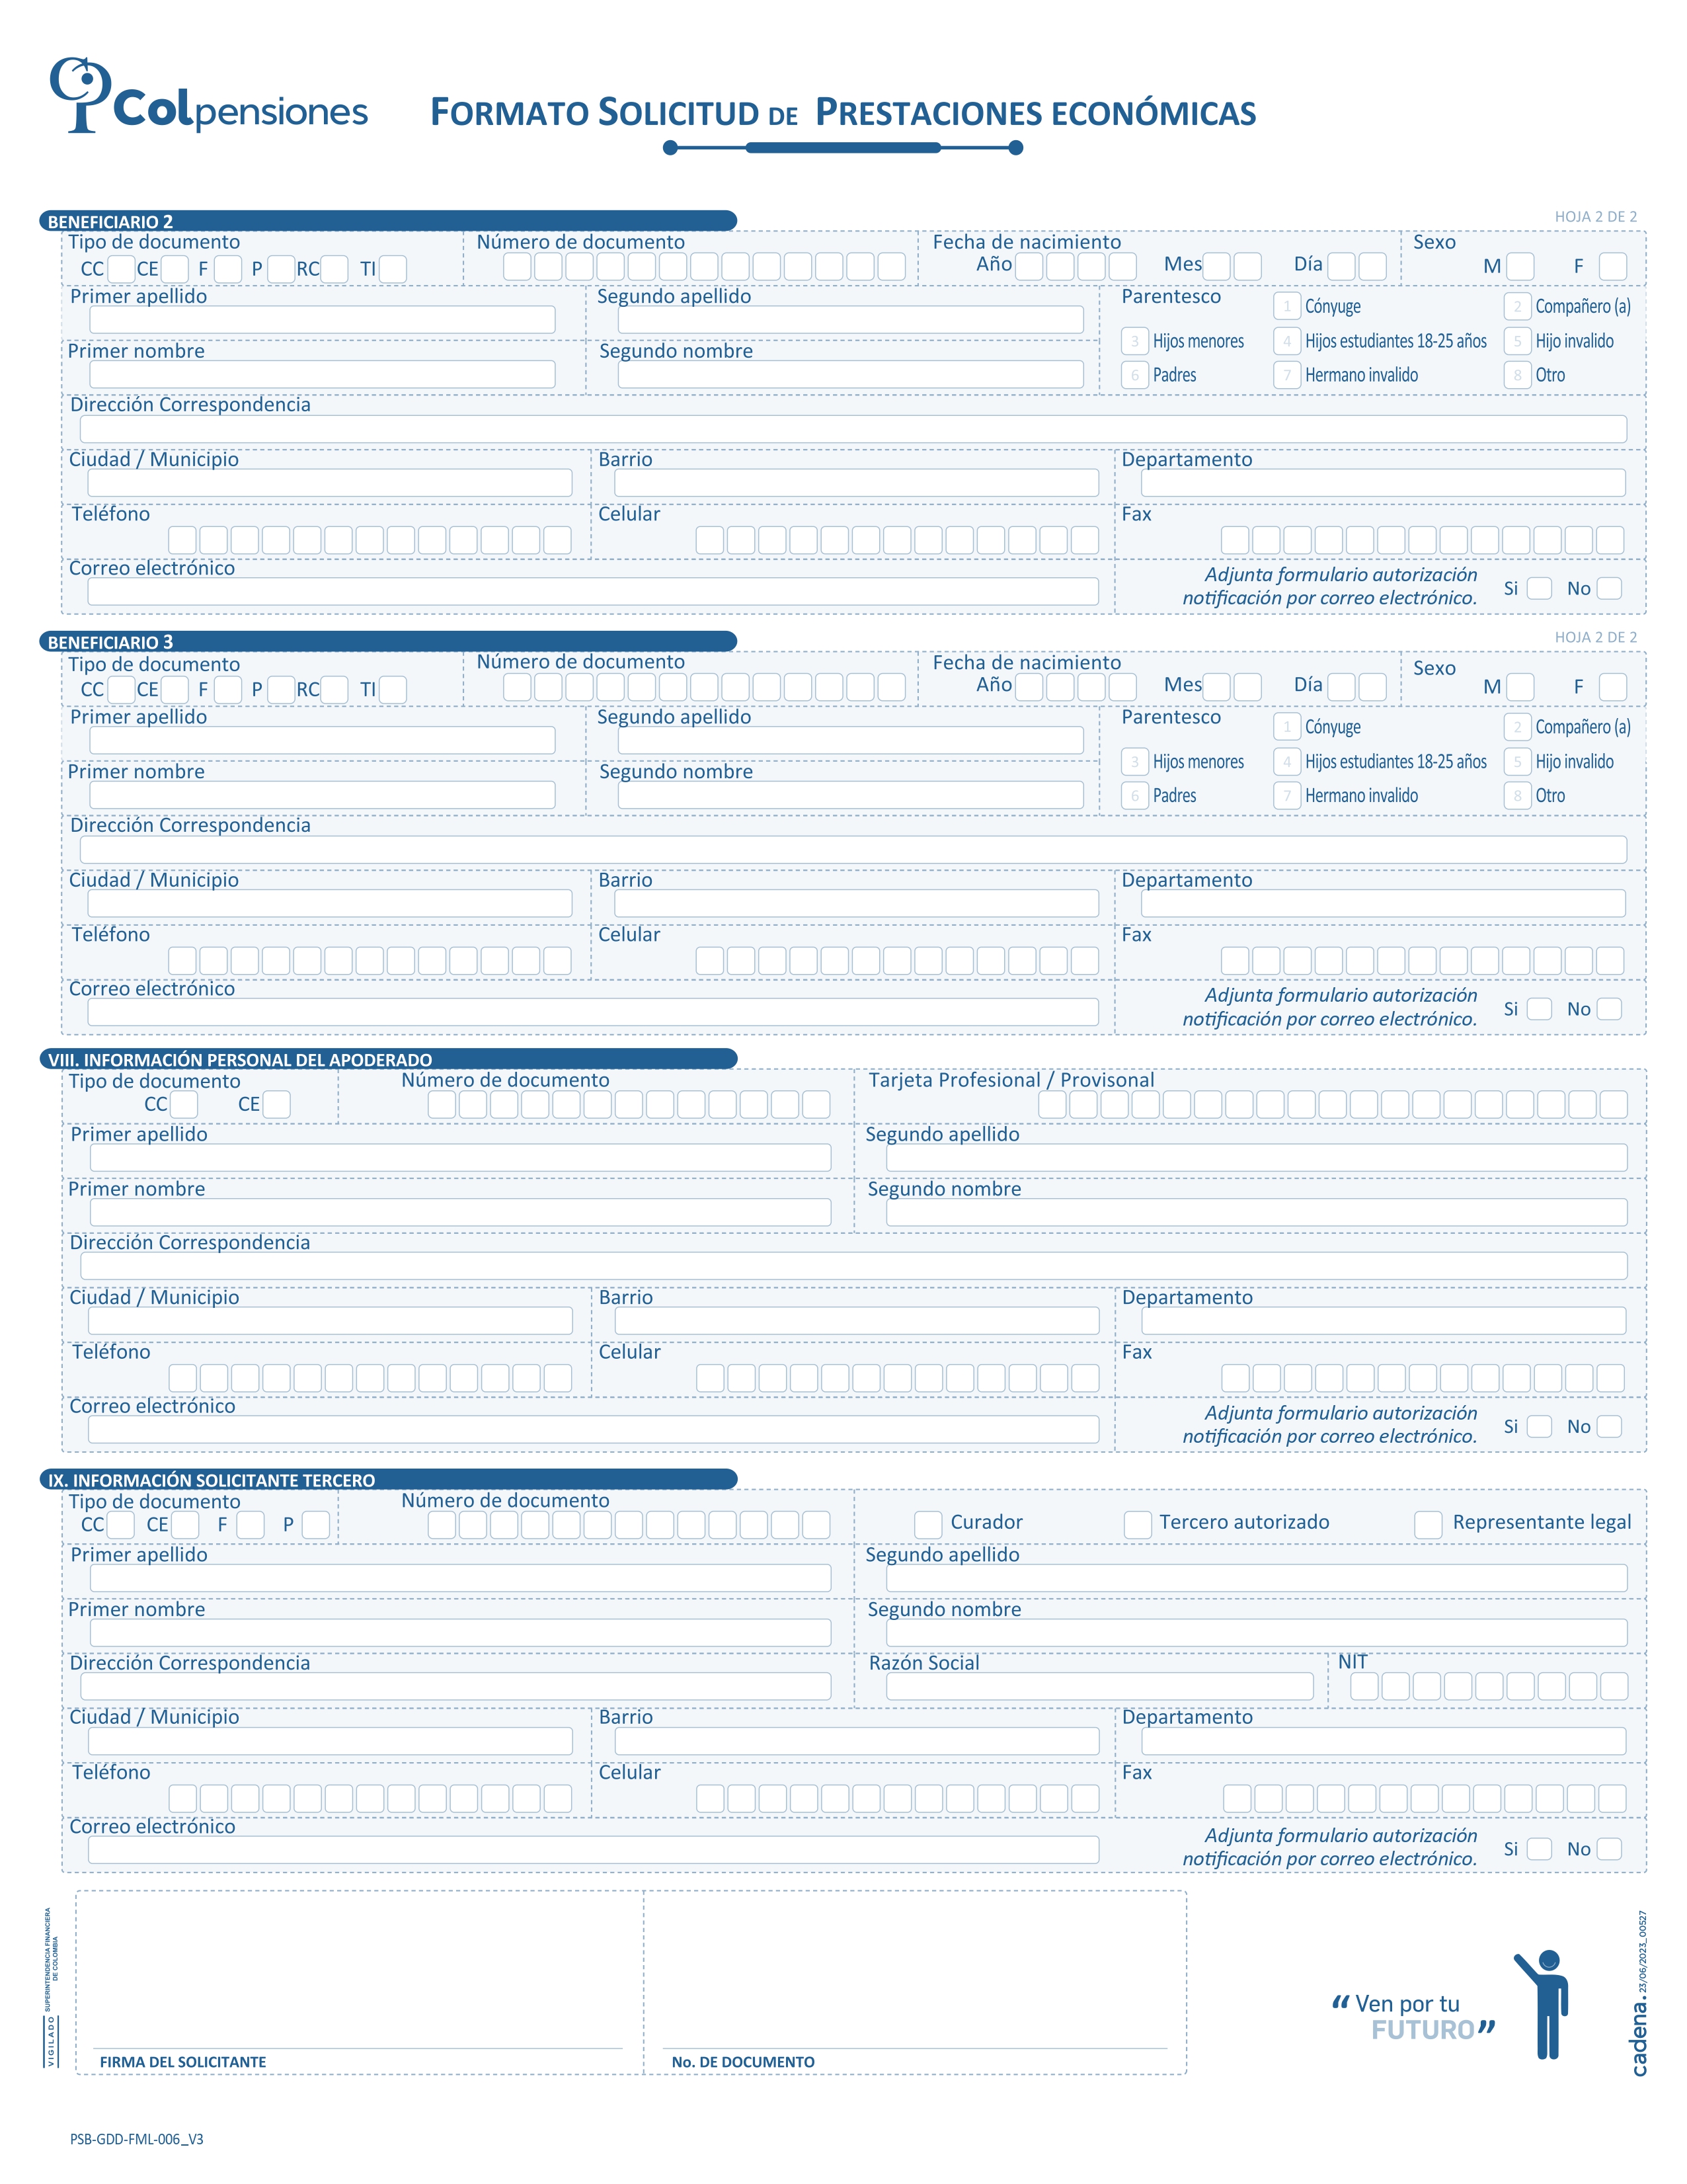 Colpensiones
FORMATO SOLICITUD DE PRESTACIONES ECONÓMICAS
BENEFICIARIO 2
HOJA 2 DE 2
Tipo de documento Número de documento Fecha de nacimiento Sexo
CC CE F P RC TI Año Mes Día M F
Primer apellido Segundo apellido Parentesco 1 Cónyuge 2 Compañero (a)
3 Hijos menores 4 Hijos estudiantes 18-25 años 5 Hijo invalido
Primer nombre Segundo nombre
6 Padres 7 Hermano invalido 8 Otro
Dirección Correspondencia
Ciudad / Municipio Barrio Departamento
Teléfono Celular Fax
Correo electrónico
Adjunta formulario autorización
notificación por correo electrónico. Si No
BENEFICIARIO 3
HOJA 2 DE 2
Tipo de documento Número de documento Fecha de nacimiento Sexo
CC CE F P RC TI Año Mes Día M F
Primer apellido Segundo apellido Parentesco 1 Cónyuge 2 Compañero (a)
3 Hijos menores 4 Hijos estudiantes 18-25 años 5 Hijo invalido
Primer nombre Segundo nombre
6 Padres 7 Hermano invalido 8 Otro
Dirección Correspondencia
Ciudad / Municipio Barrio Departamento
Teléfono Celular Fax
Correo electrónico
Adjunta formulario autorización
notificación por correo electrónico. Si No
VIII. INFORMACIÓN PERSONAL DEL APODERADO
Tipo de documento Número de documento Tarjeta Profesional / Provisonal
CC CE
Primer apellido Segundo apellido
Primer nombre Segundo nombre
Dirección Correspondencia
Ciudad / Municipio Barrio Departamento
Teléfono Celular Fax
Correo electrónico
Adjunta formulario autorización
notificación por correo electrónico. Si No
IX. INFORMACIÓN SOLICITANTE TERCERO
Tipo de documento Número de documento
CC CE F P Curador Tercero autorizado Representante legal
Primer apellido Segundo apellido
Primer nombre Segundo nombre
Dirección Correspondencia Razón Social NIT
Ciudad / Municipio Barrio Departamento
Teléfono Celular Fax
Correo electrónico
Adjunta formulario autorización
notificación por correo electrónico. Si No
VIGILADO SUPERINTENDENCIA FINANCIERA
DE COLOMBIA
FIRMA DEL SOLICITANTE No. DE DOCUMENTO
“Ven por tu
FUTURO”
cadena. 23/06/2023_00527
PSB-GDD-FML-006_V3